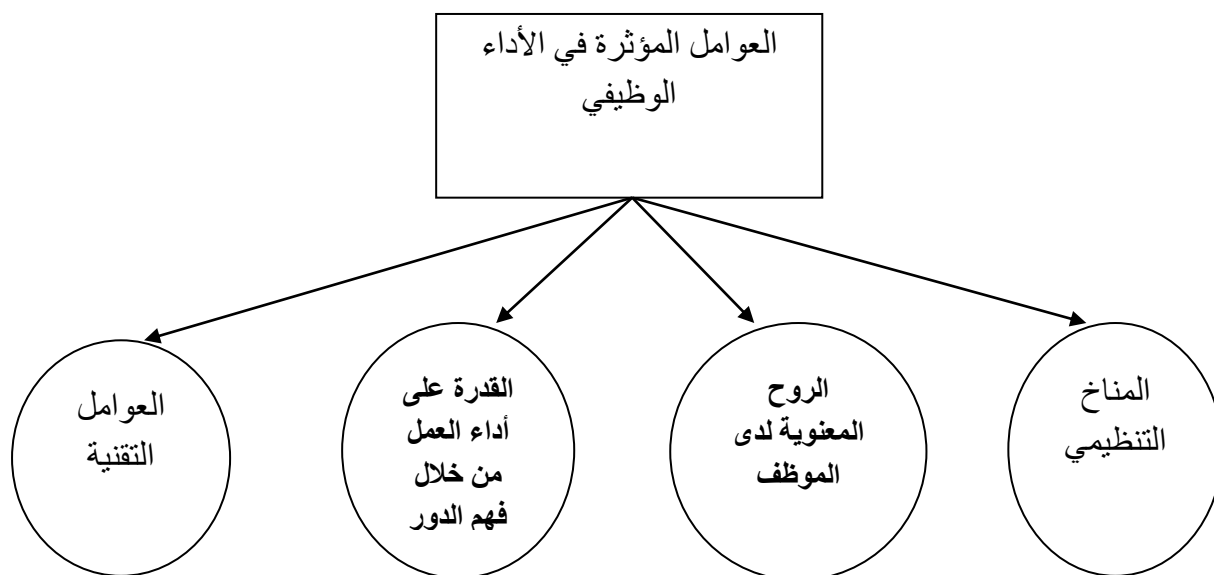 العوامل المؤثرة في الأداء
الوظيفي
المناخ
التنظيمي
الروح
المعنوية لدى
الموظف
القدرة على
أداء العمل
من خلال
فهم الدور
العوامل
التقنية